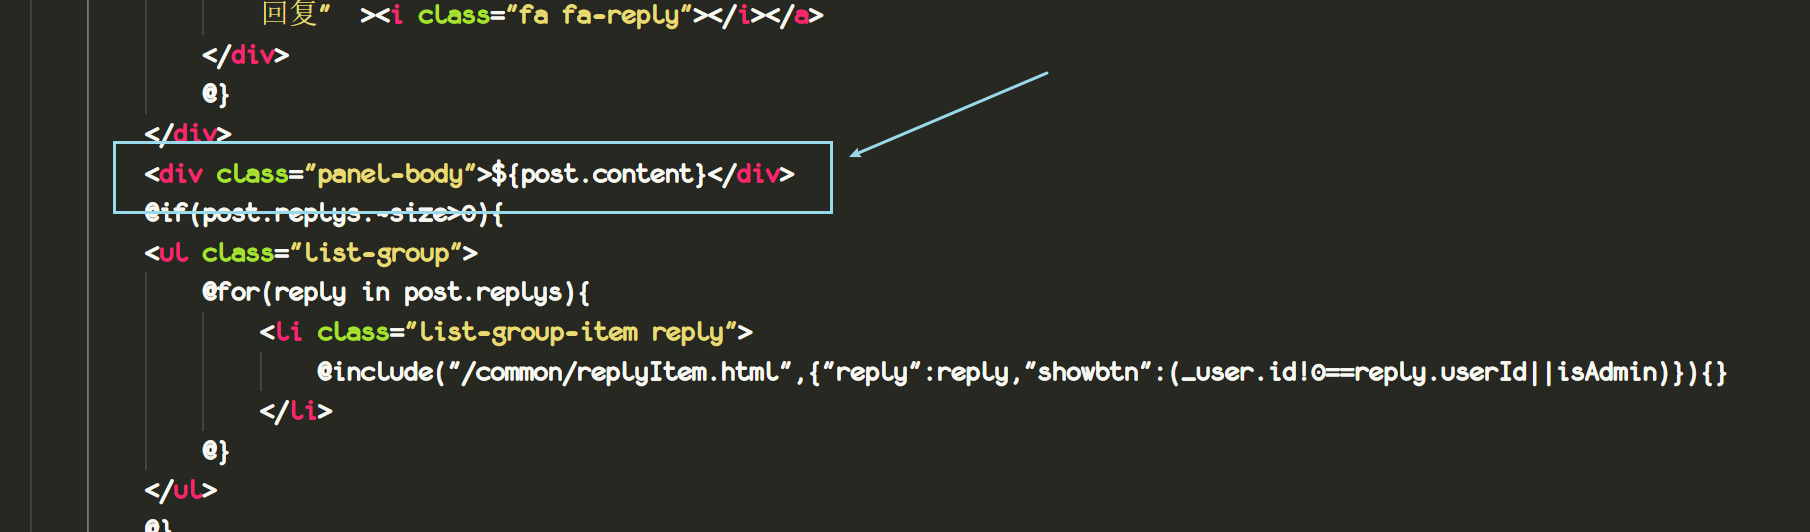 回复" ><i class="fa fa-reply"></i></a>
</div>
@}
</div>
<div class="panel-body">${post.content}</div>
@if(post.replys.~size>0){
<ul class="list-group">
@for(reply in post.replys){
<li class="list-group-item reply">
@include("/common/replyItem.html",{"reply":reply,"showbtn":(_user.id!0==reply.userId||isAdmin)}){}
</li>
@}
</ul>
@}